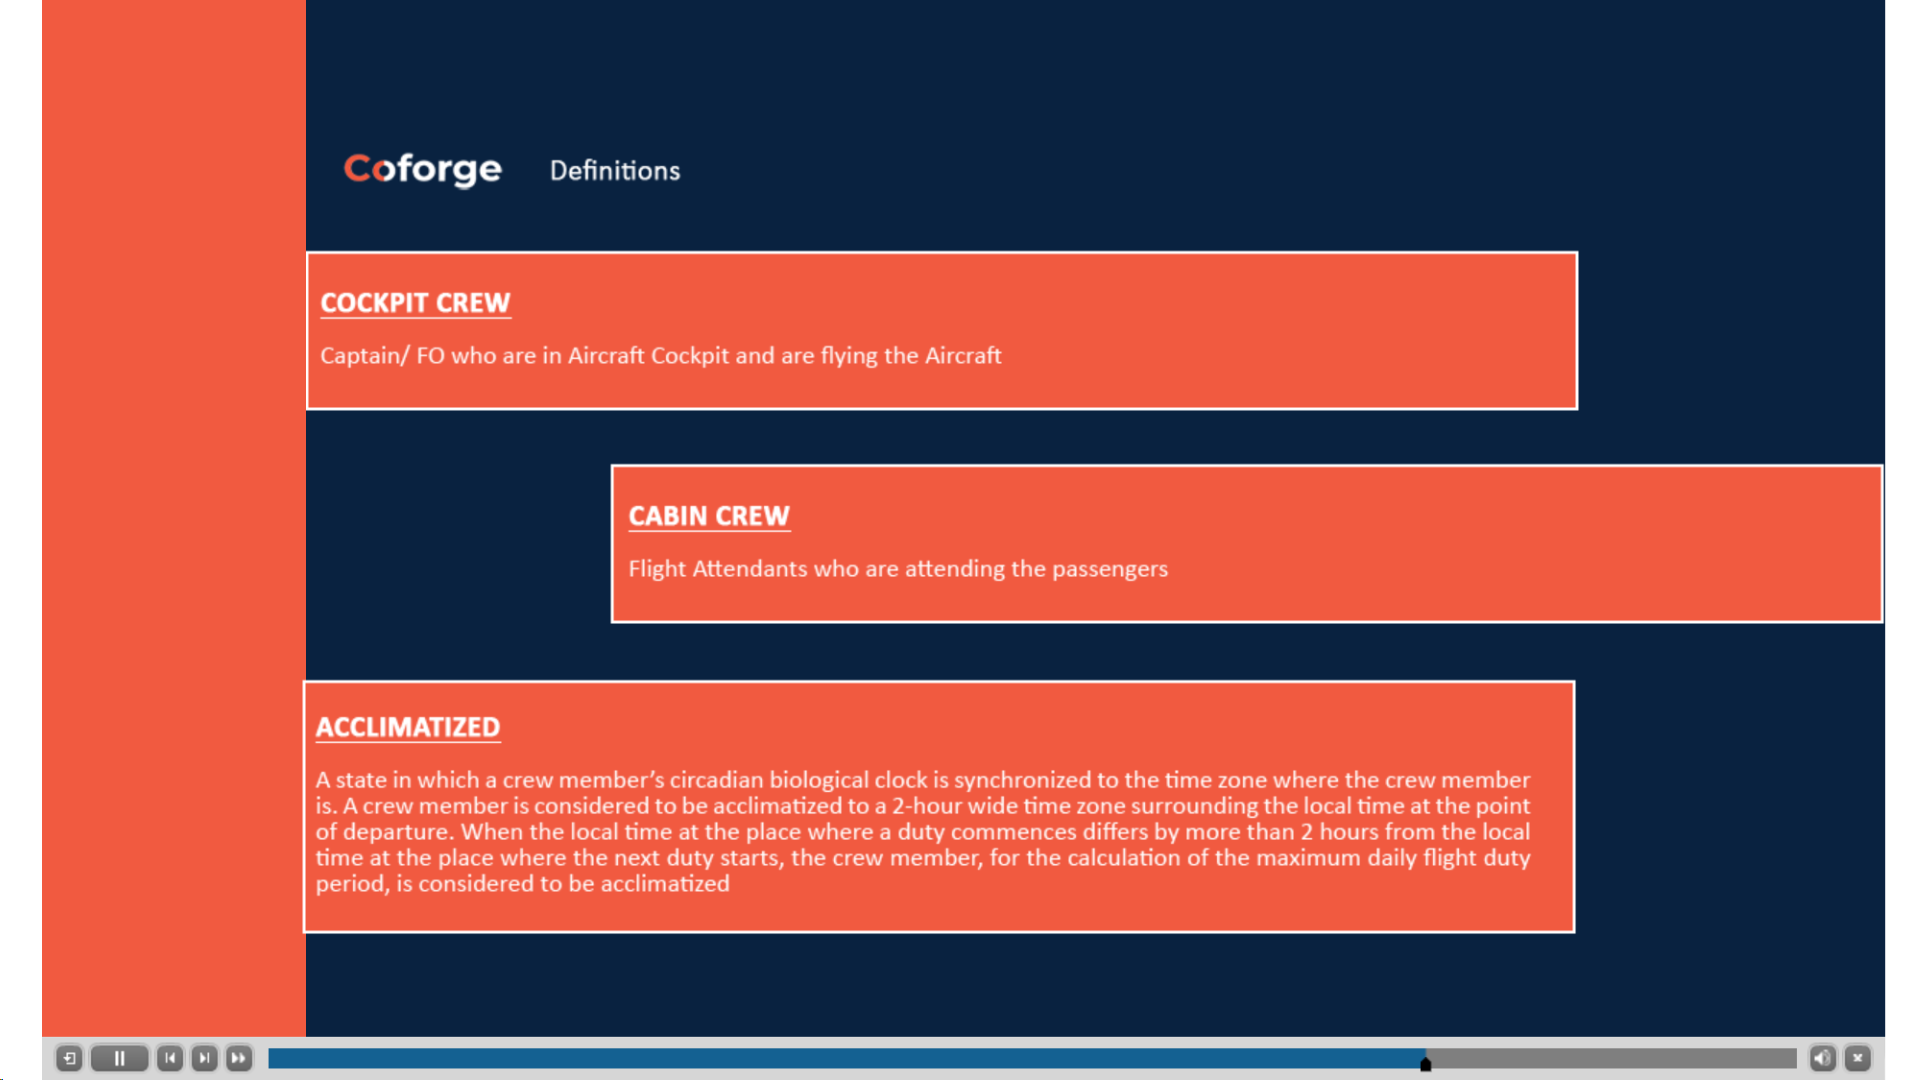 Coforge Definitions
COCKPIT CREW
Captain/ FO who are in Aircraft Cockpit and are flying the Aircraft
CABIN CREW
Flight Attendants who are attending the passengers
ACCLIMATIZED
A state in which a crew member’s circadian biological clock is synchronized to the time zone where the crew member
is. A crew member is considered to be acclimatized to a 2-hour wide time zone surrounding the local time at the point
of departure. When the local time at the place where a duty commences differs by more than 2 hours from the local
time at the place where the next duty starts, the crew member, for the calculation of the maximum daily flight duty
period, is considered to be acclimatized